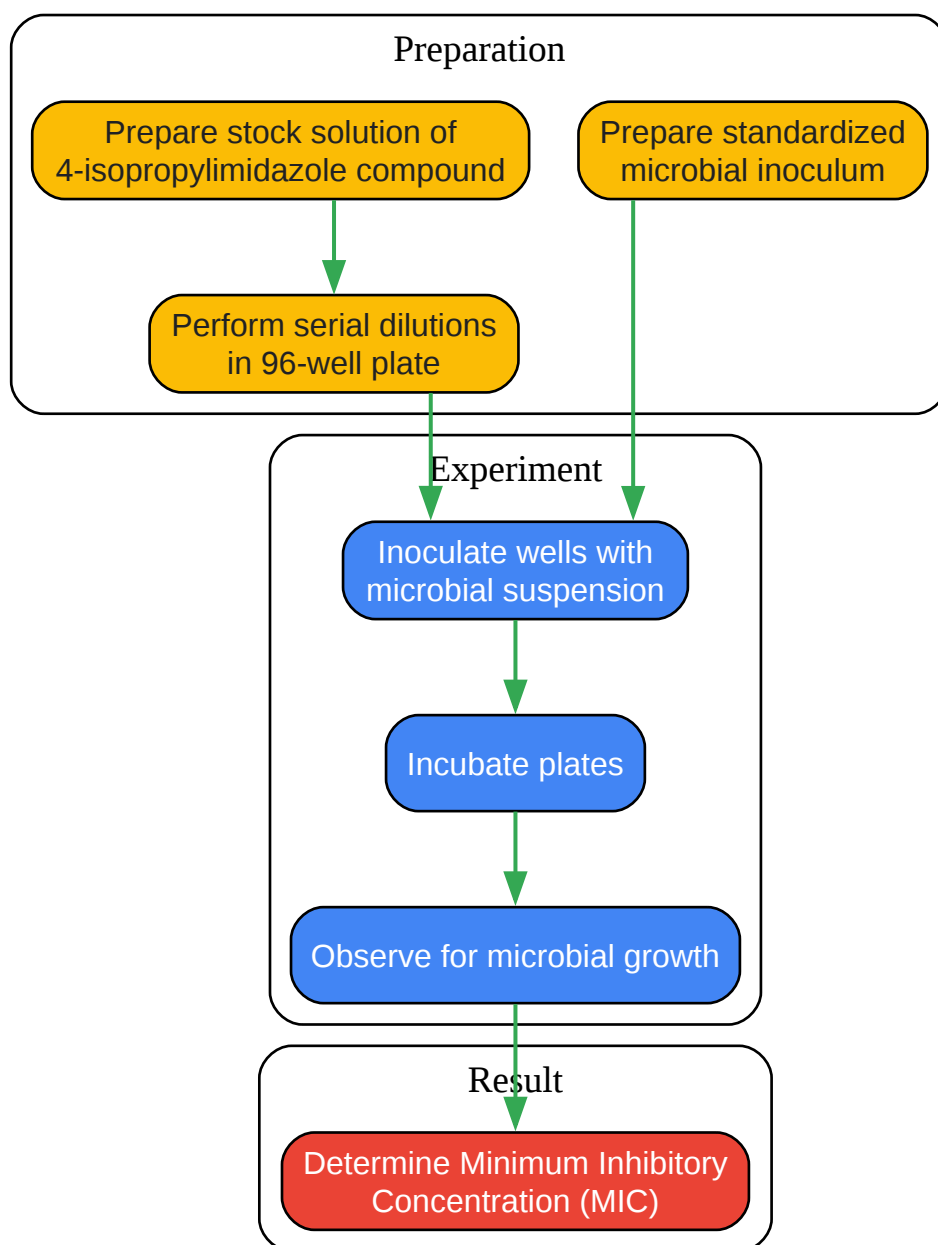 Preparation
Prepare stock solution of
4-isopropylimidazole compound
Prepare standardized
microbial inoculum
Perform serial dilutions
in 96-well plate
Experiment
Inoculate wells with
microbial suspension
Incubate plates
Observe for microbial growth
Result
Determine Minimum Inhibitory
Concentration (MIC)